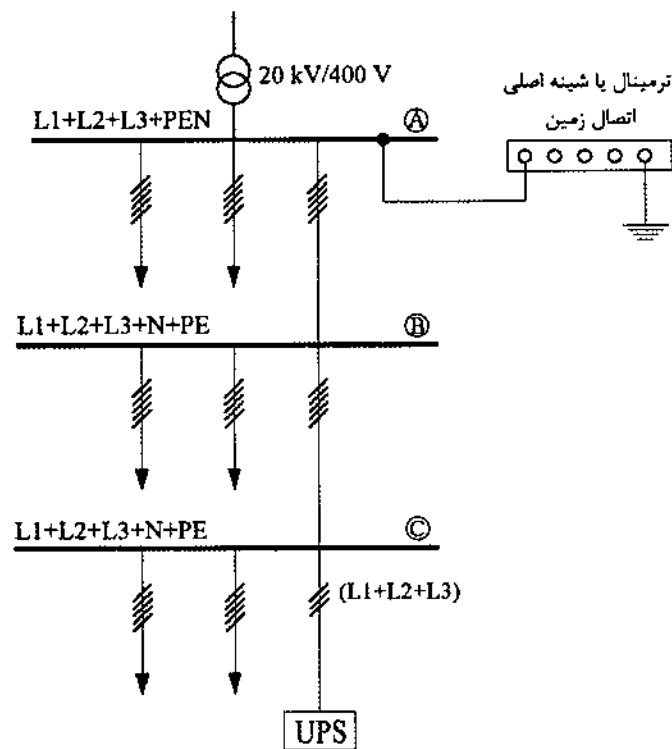 20 kV/400 V
ترمینال یا شینه اصلی
اتصال زمین
L1+L2+L3+PEN
A
L1+L2+L3+N+PE
B
L1+L2+L3+N+PE
C
(L1+L2+L3)
UPS